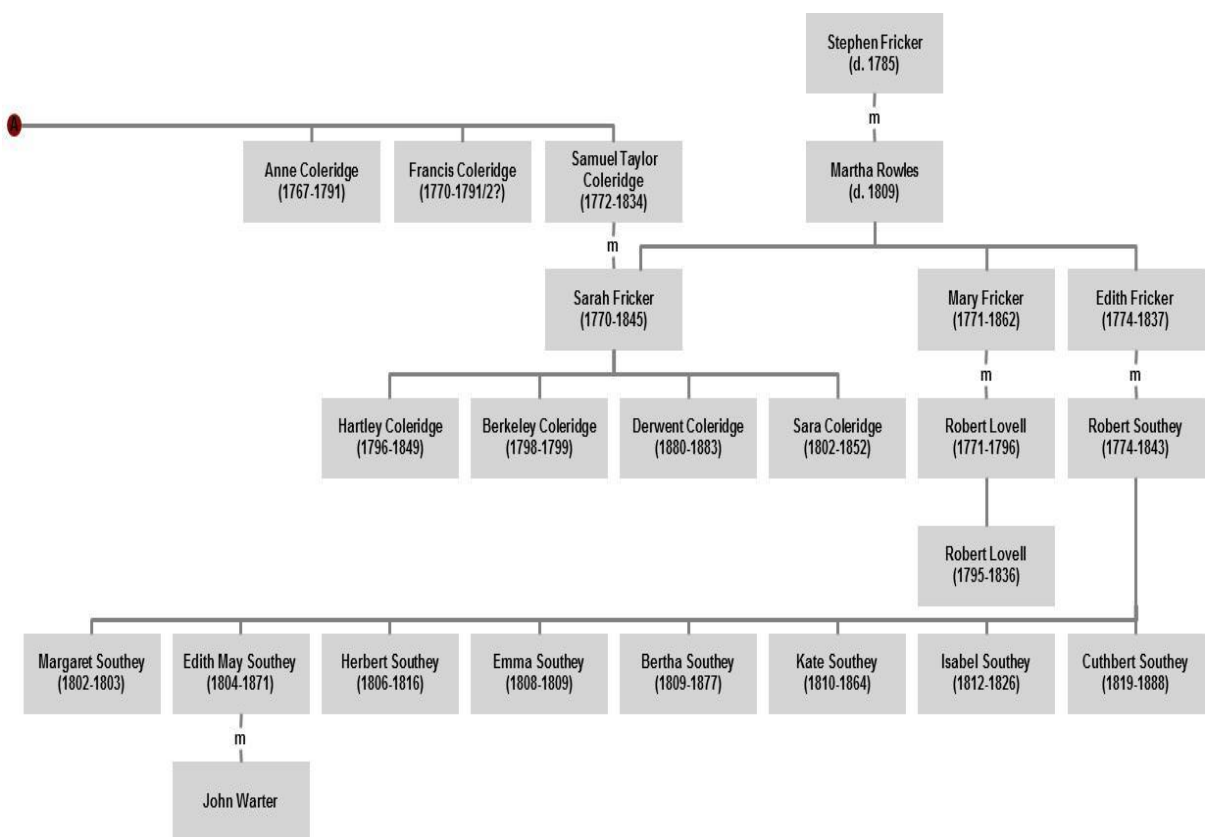 Stephen Fricker
(d. 1785)
A
m
Anne Coleridge
(1767-1791)
Francis Coleridge
(1770-1791/2?)
Samuel Taylor
Coleridge
(1772-1834)
Martha Rowles
(d. 1809)
m
Sarah Fricker
(1770-1845)
Mary Fricker
(1771-1862)
Edith Fricker
(1774-1837)
m
m
Hartley Coleridge
(1796-1849)
Berkeley Coleridge
(1798-1799)
Derwent Coleridge
(1880-1883)
Sara Coleridge
(1802-1852)
Robert Lovell
(1771-1796)
Robert Southey
(1774-1843)
Robert Lovell
(1795-1836)
Margaret Southey
(1802-1803)
Edith May Southey
(1804-1871)
Herbert Southey
(1806-1816)
Emma Southey
(1808-1809)
Bertha Southey
(1809-1877)
Kate Southey
(1810-1864)
Isabel Southey
(1812-1826)
Cuthbert Southey
(1819-1888)
m
John Warter